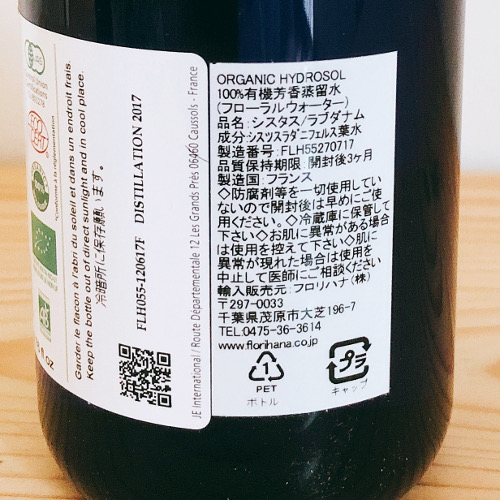 ORGANIC HYDROSOL
100%有機芳香蒸留水
(フローラルウォーター)
品名: シスタス/ラブダナム
成分:シスツスラダニフェルス葉水
製造番号:FLH55270717
品質保持期限:開封後3ヶ月
製造国:フランス
◇防腐剤等を一切使用してい
ないので開封後は早めにご使
用ください。◇冷蔵庫に保管して
下さい◇お肌に異常がある場合
は使用を控えて下さい◇肌に
異常が現れた場合は使用を
中止して医師にご相談ください
輸入販売元:フロリハナ(株)
〒297-0033
千葉県茂原市大芝196-7
TEL:0475-36-3614
www.florihana.co.jp
1
PET
ボトル
プラ
キャップ
Garder le flacon à l'abri du soleil et dans un endroit frais.
Keep the bottle out of direct sunlight and in cool place.
冷暗所に保存願います。
FLH055-120617F DISTILLATION 2017
JE International / Route Départementale 12 Les Grands Prés 06460 Caussols - France
fl oz
AB